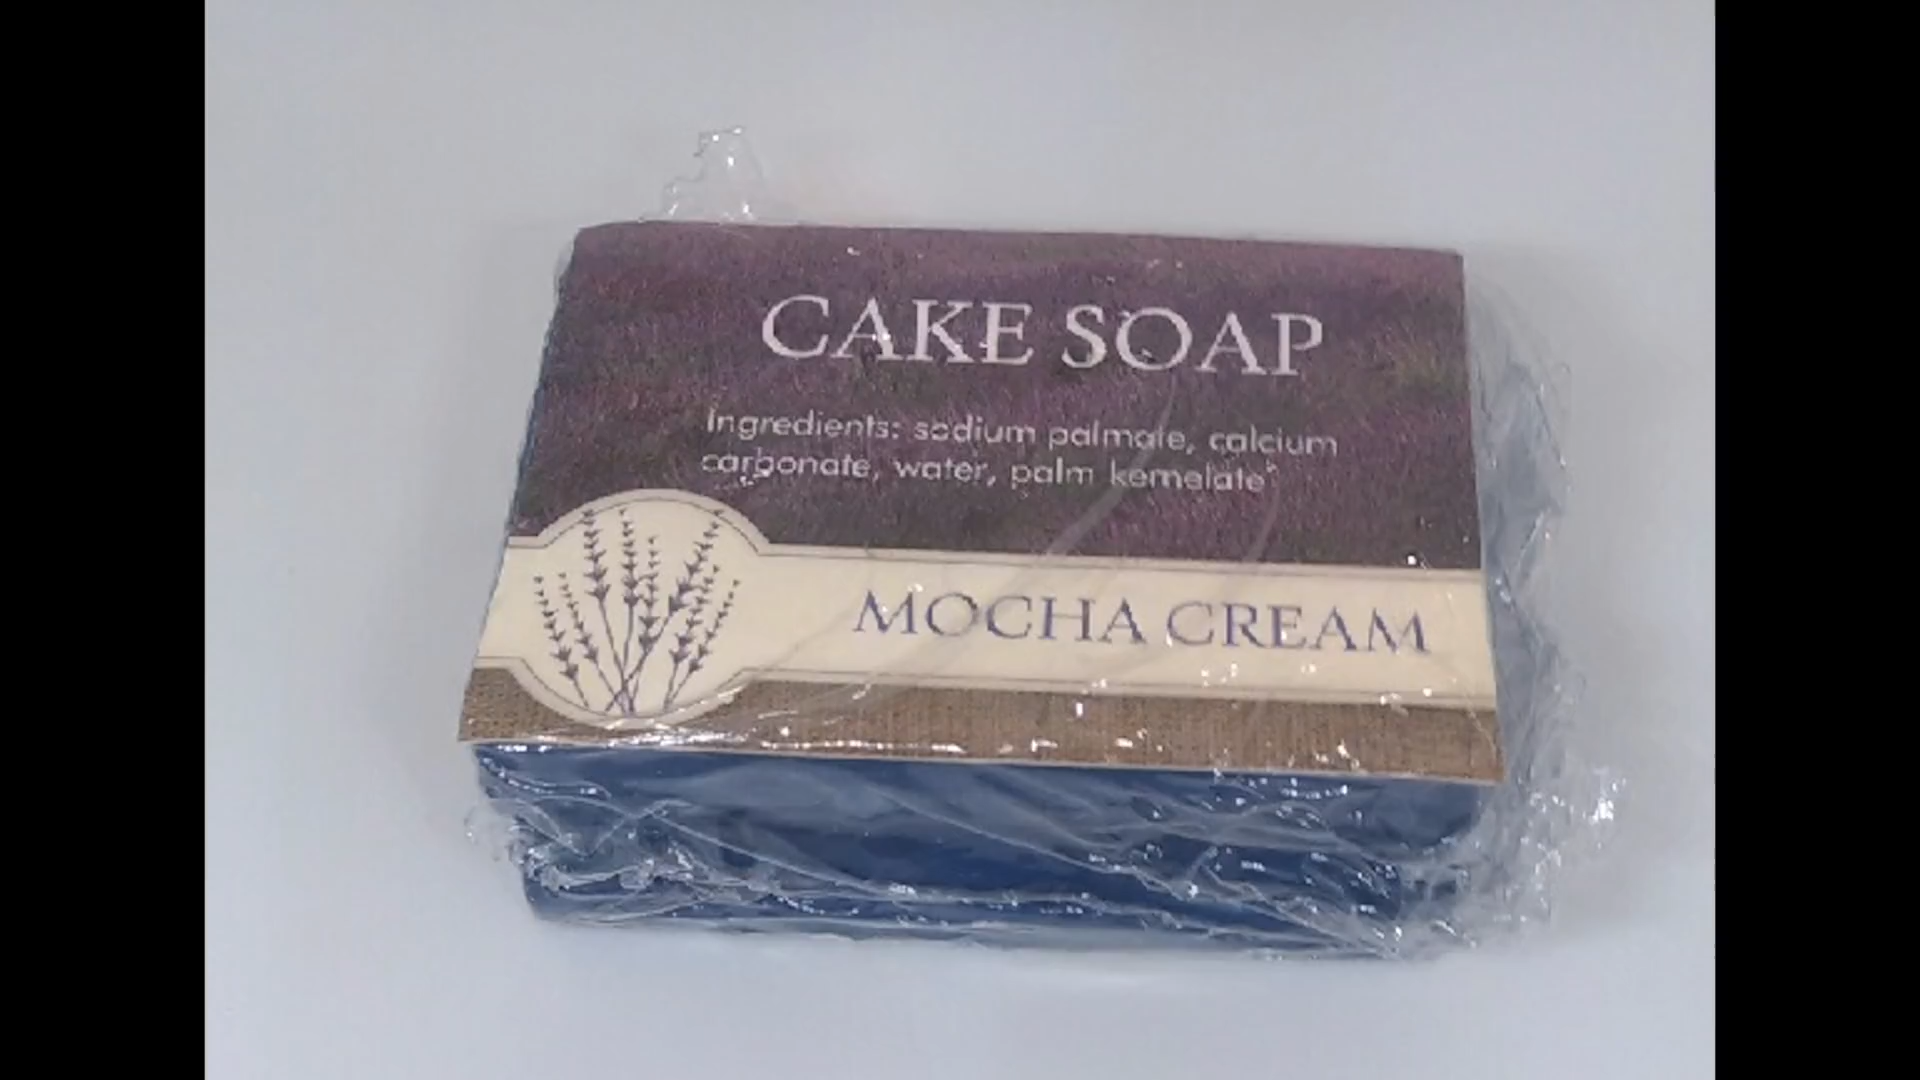 CAKE SOAP
Ingredients: sodium palmate, calcium
carbonate, water, palm kernelate
MOCHA CREAM